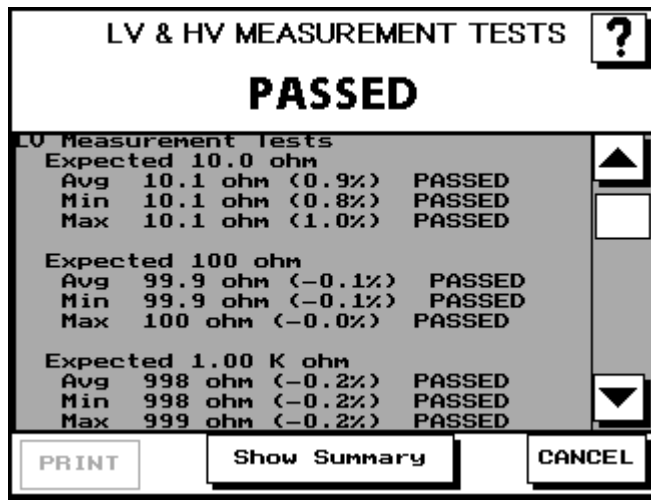 LV & HV MEASUREMENT TESTS
?
PASSED
LV Measurement Tests
Expected 10.0 ohm
Avg 10.1 ohm (0.9%) PASSED
Min 10.1 ohm (0.8%) PASSED
Max 10.1 ohm (1.0%) PASSED
Expected 100 ohm
Avg 99.9 ohm (-0.1%) PASSED
Min 99.9 ohm (-0.1%) PASSED
Max 100 ohm (-0.0%) PASSED
Expected 1.00 K ohm
Avg 998 ohm (-0.2%) PASSED
Min 998 ohm (-0.2%) PASSED
Max 999 ohm (-0.2%) PASSED
PRINT
Show Summary
CANCEL